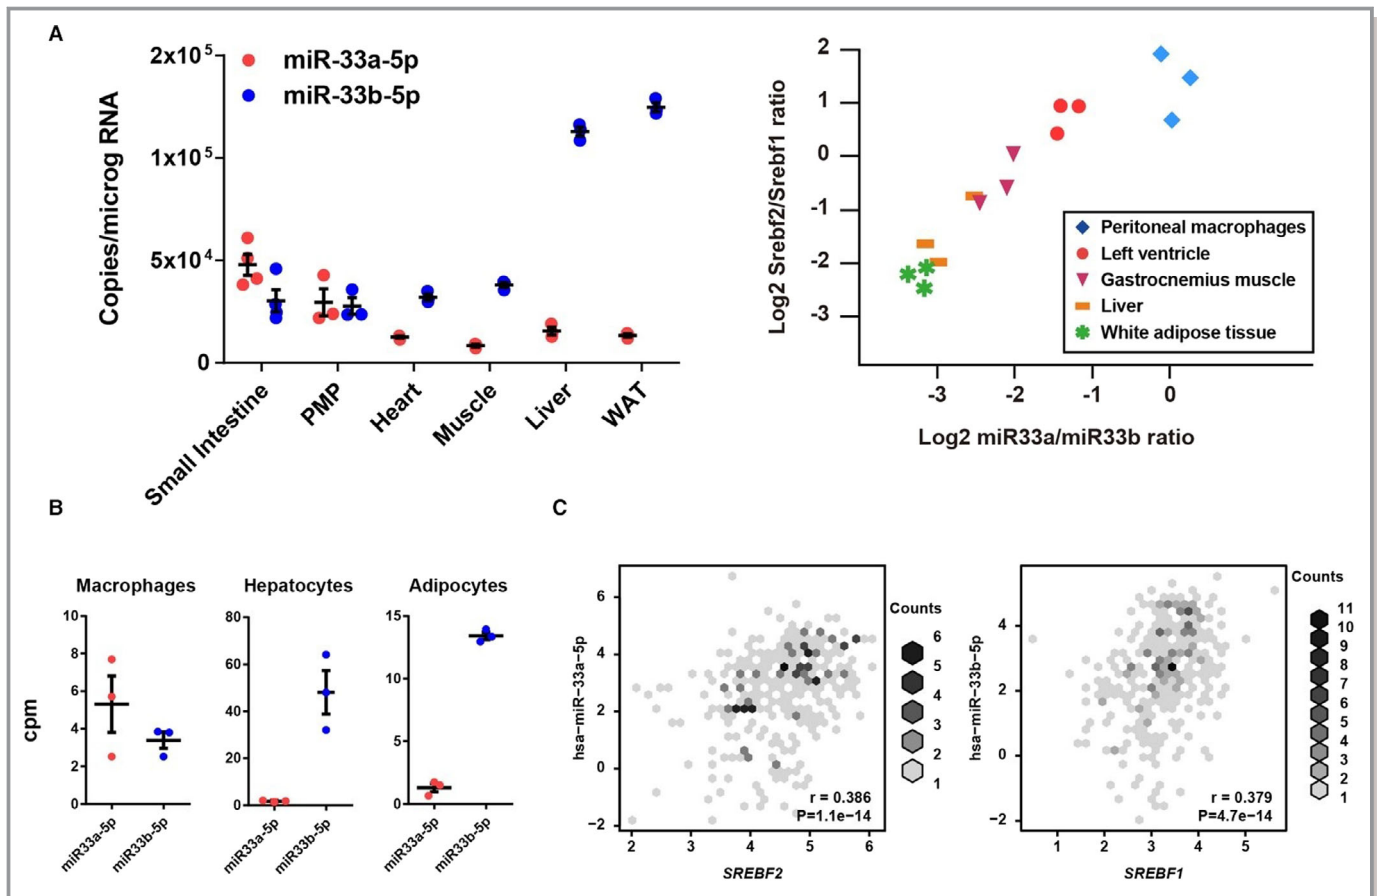 A
miR-33a-5p
miR-33b-5p
Copies/microg RNA
2x10⁵
1x10⁵
5x10⁴
0
Small Intestine
PMP
Heart
Muscle
Liver
WAT
Log2 Srebf2/Srebf1 ratio
2
1
0
-1
-2
-3
Peritoneal macrophages
Left ventricle
Gastrocnemius muscle
Liver
White adipose tissue
-3 -2 -1 0
Log2 miR33a/miR33b ratio
B
cpm
Macrophages
10
8
6
4
2
0
miR33a-5p
miR33b-5p
Hepatocytes
80
60
40
20
0
miR33a-5p
miR33b-5p
Adipocytes
15
10
5
0
miR33a-5p
miR33b-5p
C
hsa−miR−33a−5p
6
4
2
0
−2
r = 0.386
P=1.1e−14
2 3 4 5 6
SREBF2
Counts
6
5
4
3
2
1
hsa−miR−33b−5p
4
2
0
−2
r = 0.379
P=4.7e−14
1 2 3 4 5
SREBF1
Counts
11
10
9
8
7
6
5
4
3
2
1